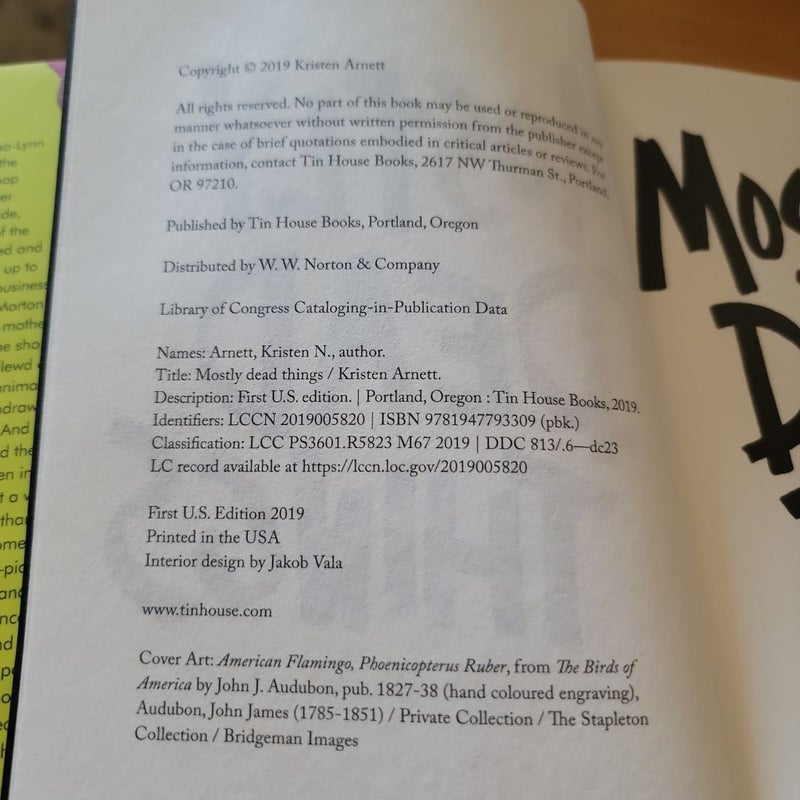 Copyright © 2019 Kristen Arnett
All rights reserved. No part of this book may be used or reproduced in any
manner whatsoever without written permission from the publisher except
in the case of brief quotations embodied in critical articles or reviews. For
information, contact Tin House Books, 2617 NW Thurman St., Portland,
OR 97210.
Published by Tin House Books, Portland, Oregon
Distributed by W. W. Norton & Company
Library of Congress Cataloging-in-Publication Data
Names: Arnett, Kristen N., author.
Title: Mostly dead things / Kristen Arnett.
Description: First U.S. edition. | Portland, Oregon : Tin House Books, 2019.
Identifiers: LCCN 2019005820 | ISBN 9781947793309 (pbk.)
Classification: LCC PS3601.R5823 M67 2019 | DDC 813/.6—dc23
LC record available at https://lccn.loc.gov/2019005820
First U.S. Edition 2019
Printed in the USA
Interior design by Jakob Vala
www.tinhouse.com
Cover Art: American Flamingo, Phoenicopterus Ruber, from The Birds of
America by John J. Audubon, pub. 1827-38 (hand coloured engraving),
Audubon, John James (1785-1851) / Private Collection / The Stapleton
Collection / Bridgeman Images